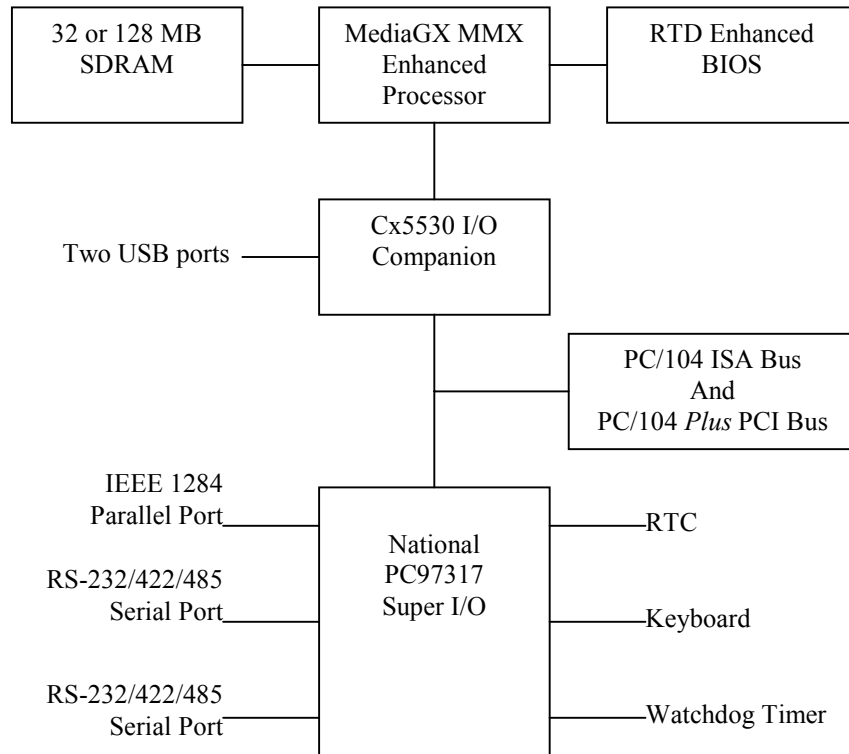 32 or 128 MB
SDRAM
MediaGX MMX
Enhanced
Processor
RTD Enhanced
BIOS
Cx5530 I/O
Companion
Two USB ports
PC/104 ISA Bus
And
PC/104 Plus PCI Bus
IEEE 1284
Parallel Port
RS-232/422/485
Serial Port
RS-232/422/485
Serial Port
National
PC97317
Super I/O
RTC
Keyboard
Watchdog Timer